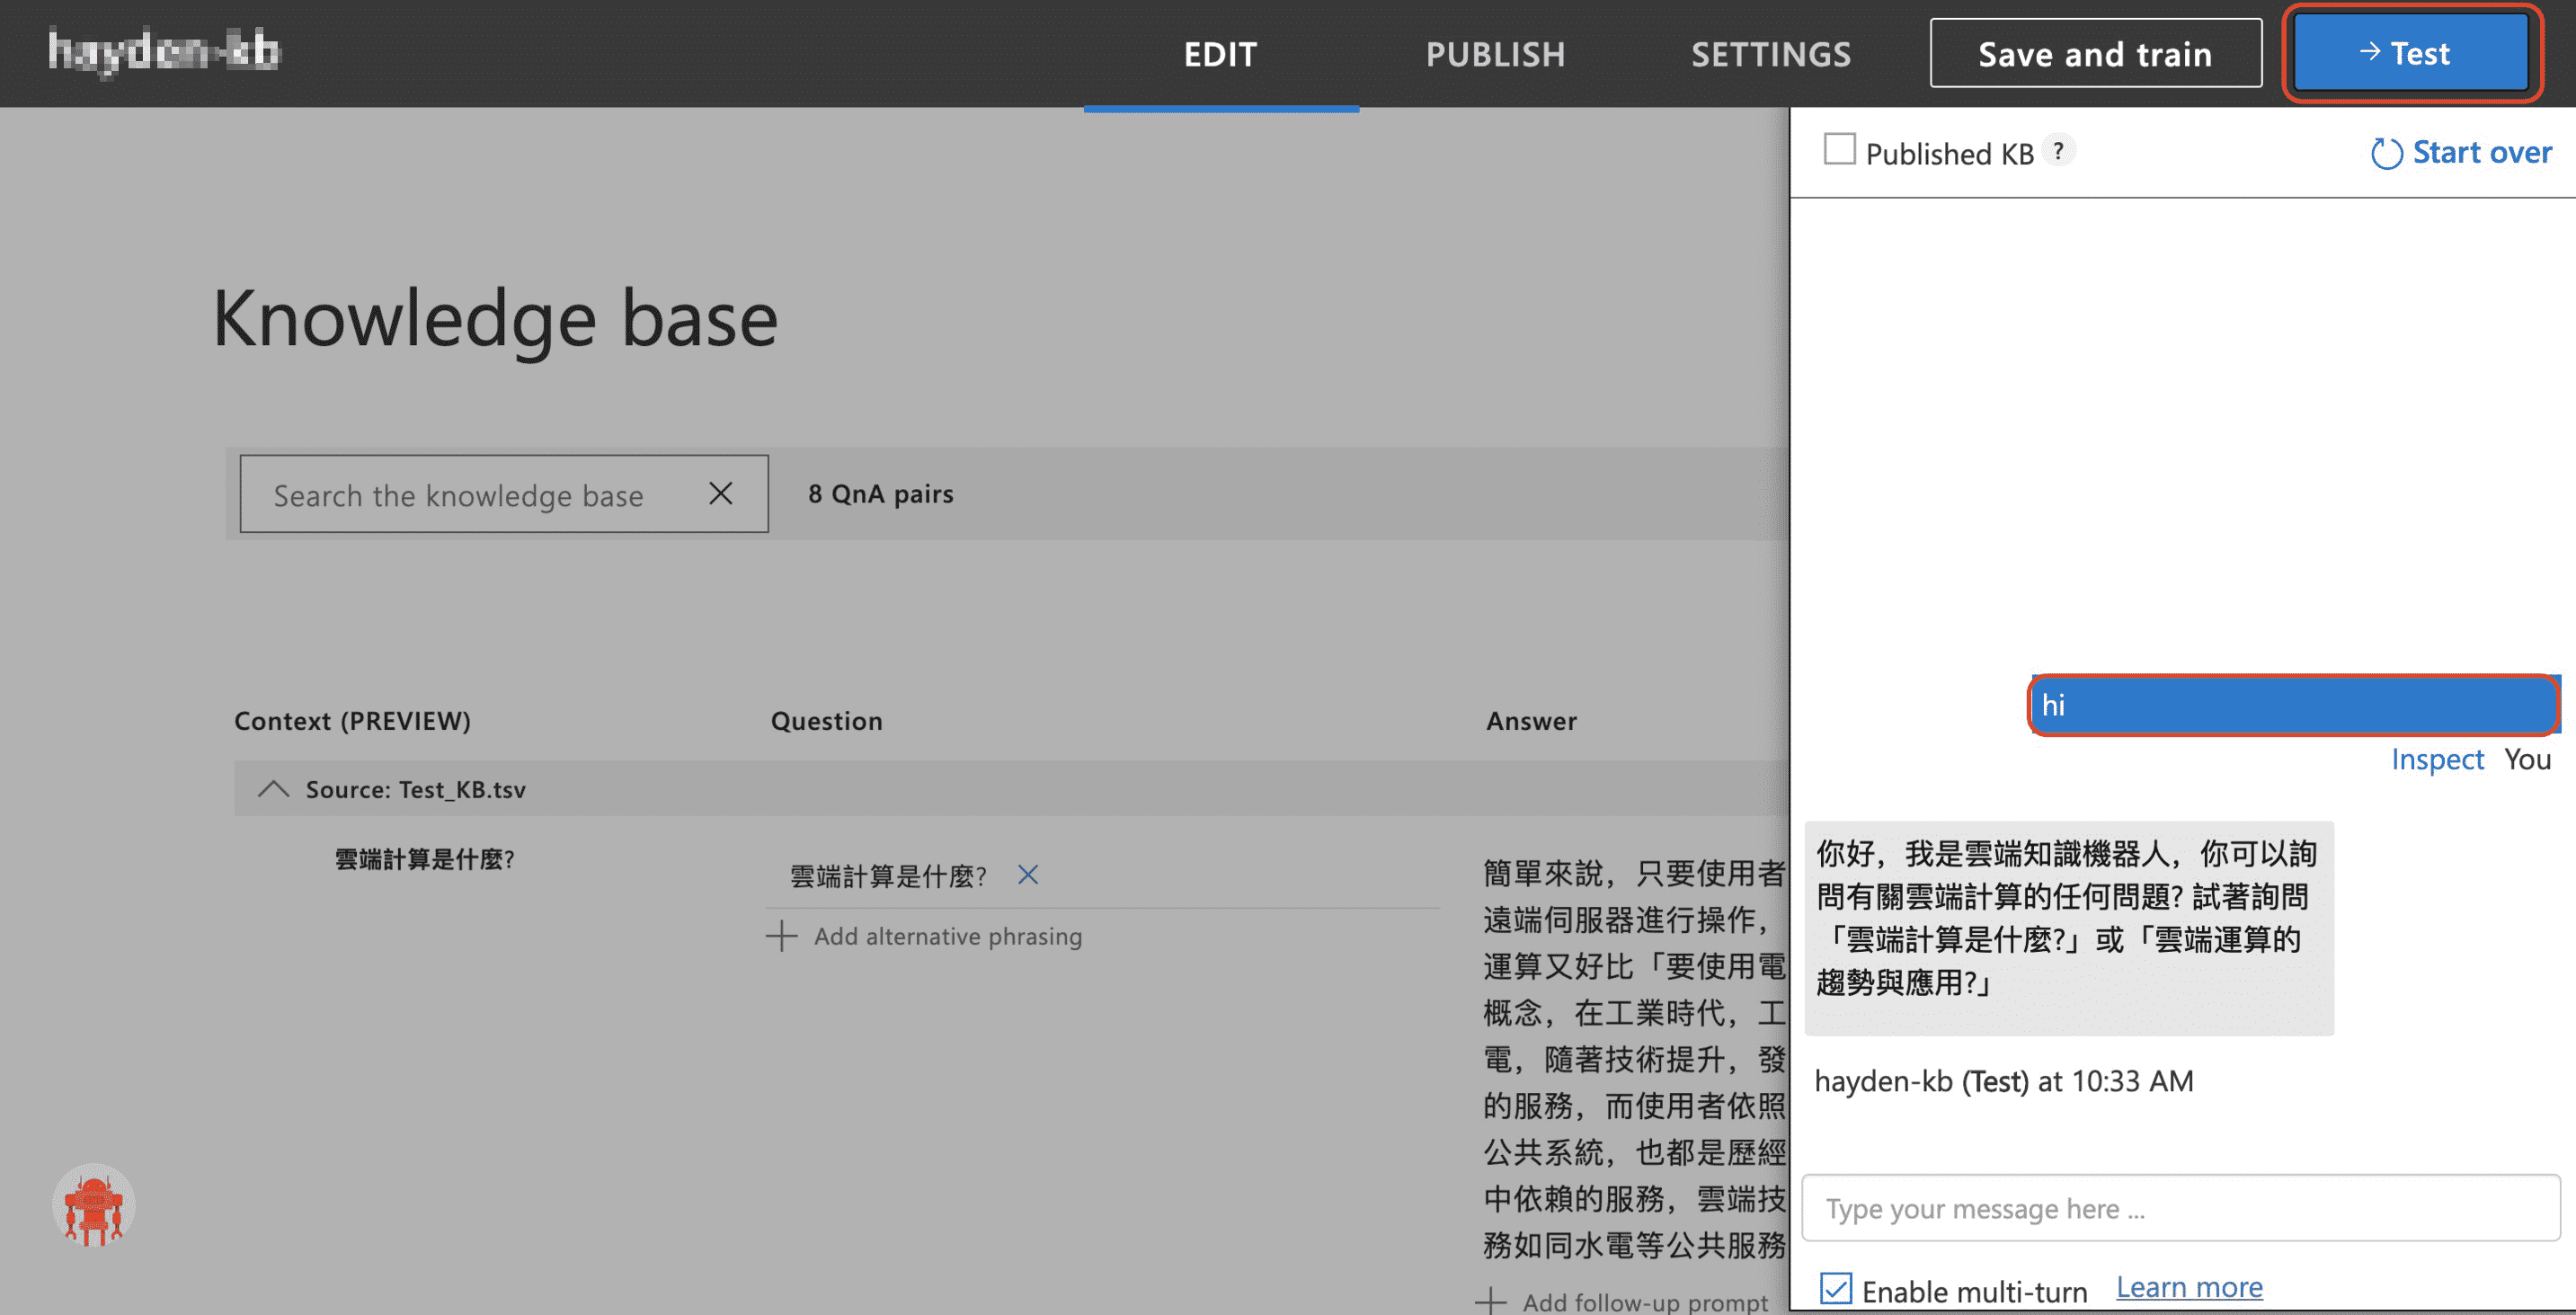 hayden-kb
EDIT
PUBLISH
SETTINGS
Save and train
→ Test
Published KB ?
Start over
Knowledge base
Search the knowledge base
8 QnA pairs
Context (PREVIEW)
Question
Answer
Source: Test_KB.tsv
雲端計算是什麼?
雲端計算是什麼?
Add alternative phrasing
簡單來說，只要使用者
遠端伺服器進行操作，
運算又好比「要使用電
概念，在工業時代，工
電，隨著技術提升，發
的服務，而使用者依照
公共系統，也都是歷經
中依賴的服務，雲端技
務如同水電等公共服務
Add follow-up prompt
hi
Inspect You
你好，我是雲端知識機器人，你可以詢
問有關雲端計算的任何問題? 試著詢問
「雲端計算是什麼?」或「雲端運算的
趨勢與應用?」
hayden-kb (Test) at 10:33 AM
Type your message here ...
Enable multi-turn Learn more